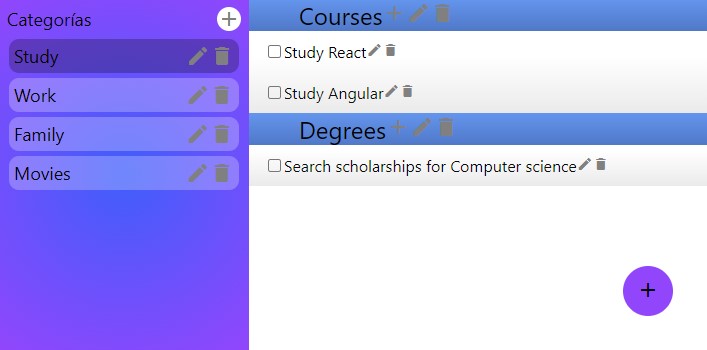 Categorías
Study
Work
Family
Movies
Courses
Study React
Study Angular
Degrees
Search scholarships for Computer science